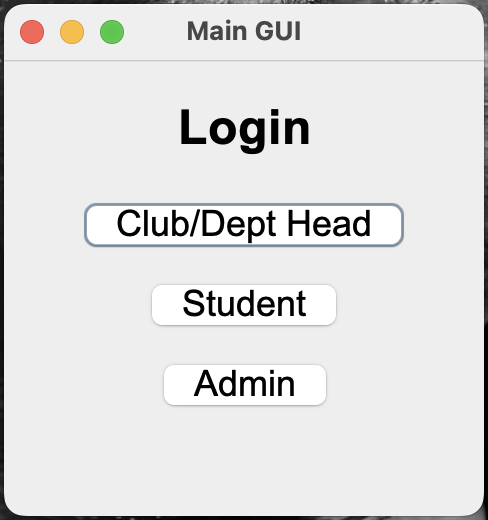 Main GUI
Login
Club/Dept Head
Student
Admin